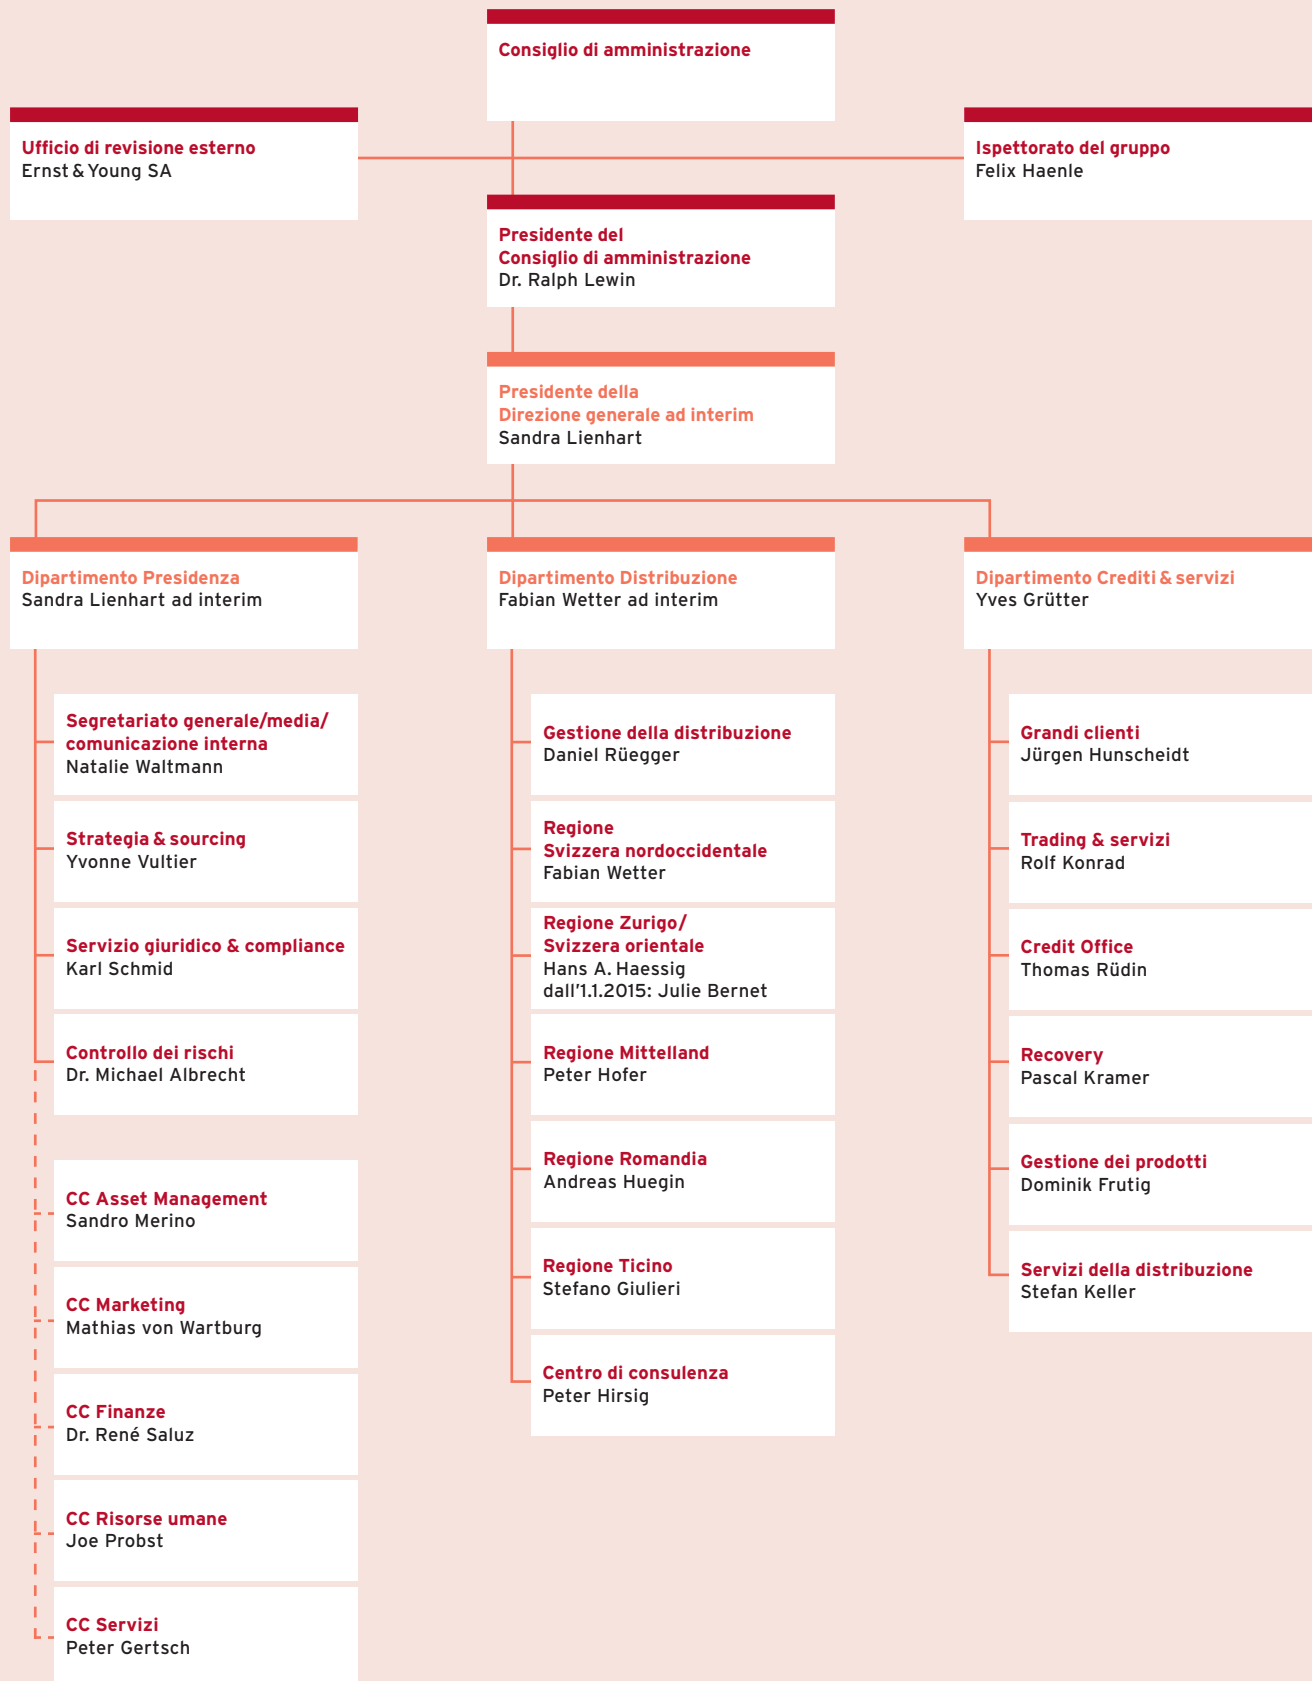 Consiglio di amministrazione
Ufficio di revisione esterno
Ernst & Young SA
Ispettorato del gruppo
Felix Haenle
Presidente del
Consiglio di amministrazione
Dr. Ralph Lewin
Presidente della
Direzione generale ad interim
Sandra Lienhart
Dipartimento Presidenza
Sandra Lienhart ad interim
Segretariato generale/media/
comunicazione interna
Natalie Waltmann
Strategia & sourcing
Yvonne Vultier
Servizio giuridico & compliance
Karl Schmid
Controllo dei rischi
Dr. Michael Albrecht
CC Asset Management
Sandro Merino
CC Marketing
Mathias von Wartburg
CC Finanze
Dr. René Saluz
CC Risorse umane
Joe Probst
CC Servizi
Peter Gertsch
Dipartimento Distribuzione
Fabian Wetter ad interim
Gestione della distribuzione
Daniel Rüegger
Regione
Svizzera nordoccidentale
Fabian Wetter
Regione Zurigo/
Svizzera orientale
Hans A. Haessig
dall’1.1.2015: Julie Bernet
Regione Mittelland
Peter Hofer
Regione Romandia
Andreas Huegin
Regione Ticino
Stefano Giulieri
Centro di consulenza
Peter Hirsig
Dipartimento Crediti & servizi
Yves Grütter
Grandi clienti
Jürgen Hunscheidt
Trading & servizi
Rolf Konrad
Credit Office
Thomas Rüdin
Recovery
Pascal Kramer
Gestione dei prodotti
Dominik Frutig
Servizi della distribuzione
Stefan Keller